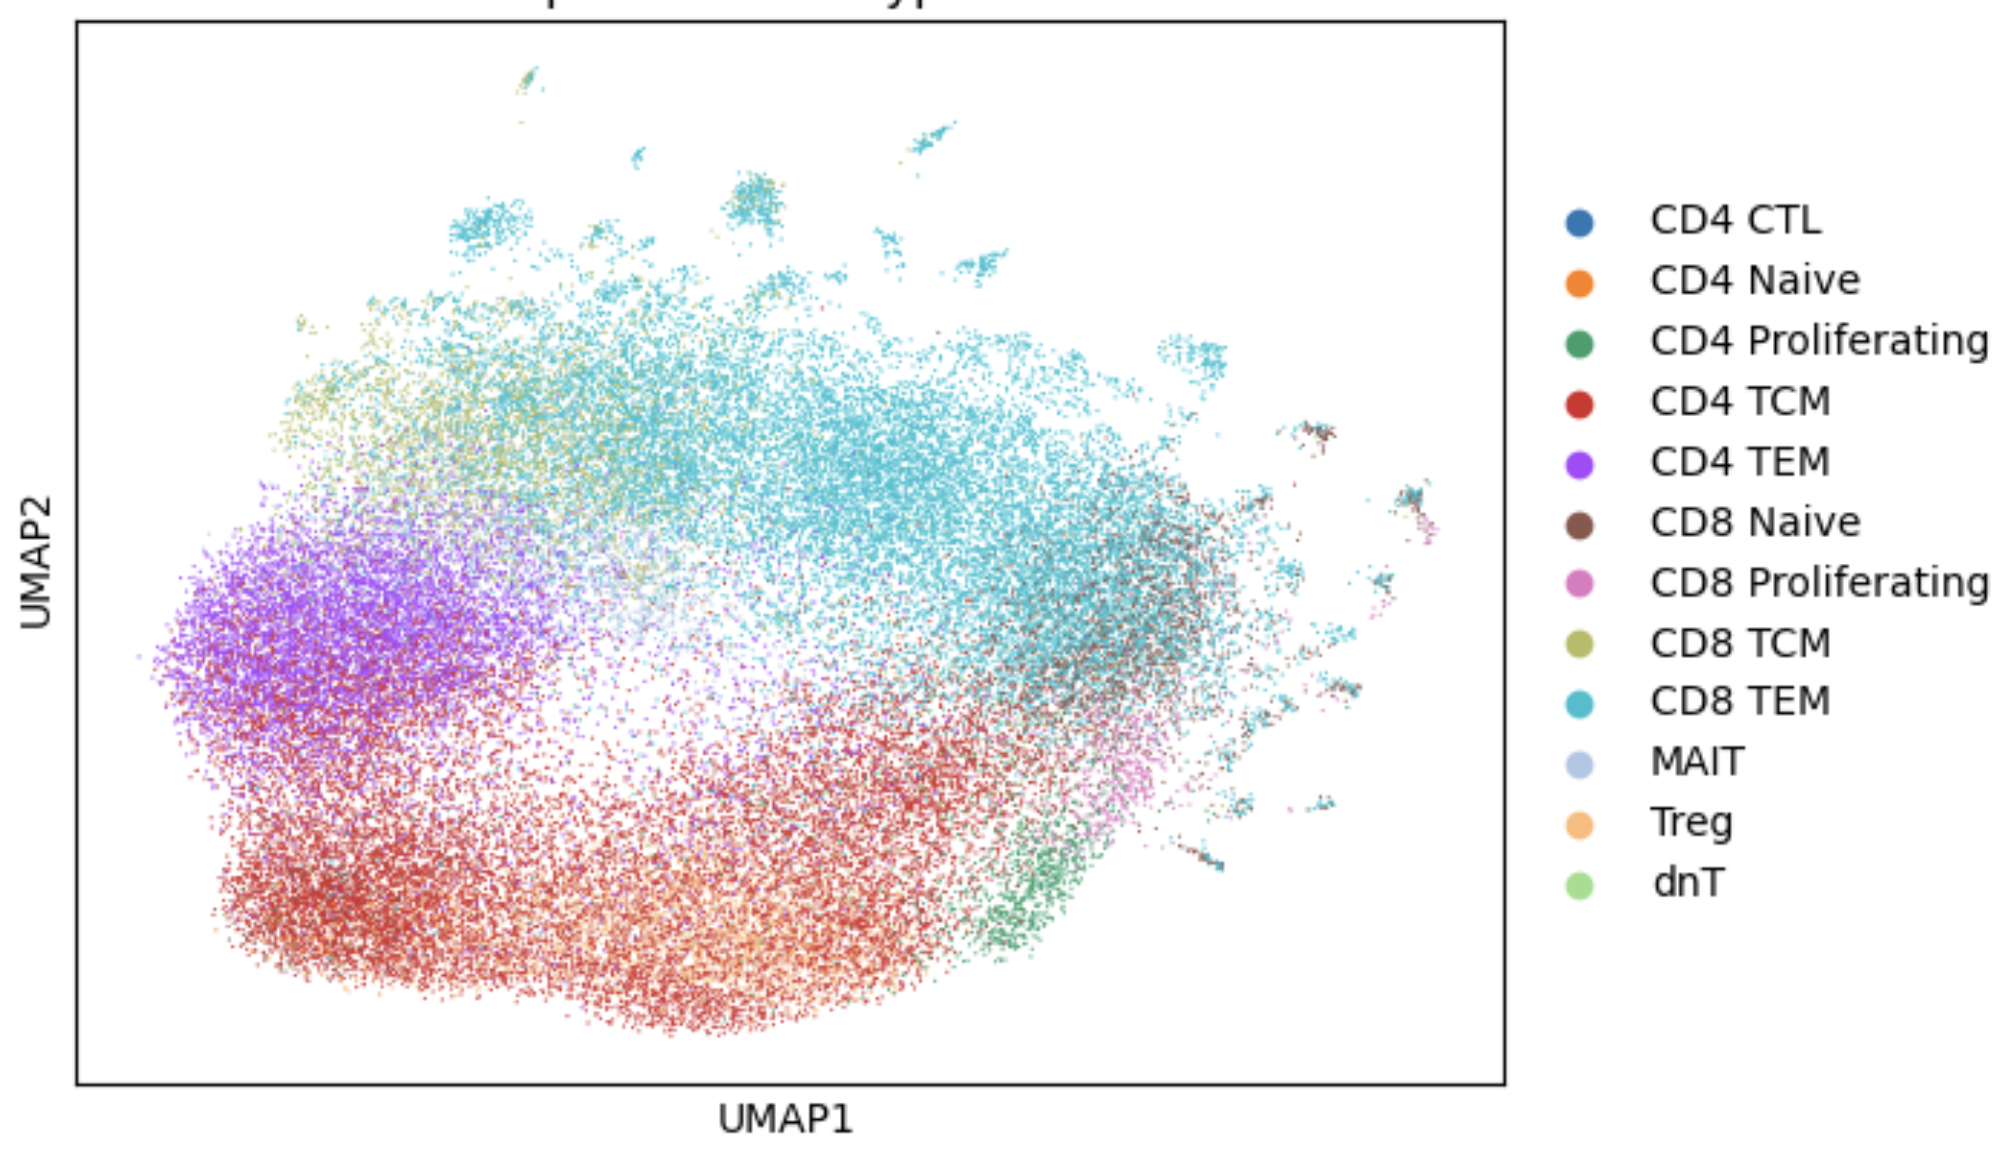 UMAP2
UMAP1
CD4 CTL
CD4 Naive
CD4 Proliferating
CD4 TCM
CD4 TEM
CD8 Naive
CD8 Proliferating
CD8 TCM
CD8 TEM
MAIT
Treg
dnT